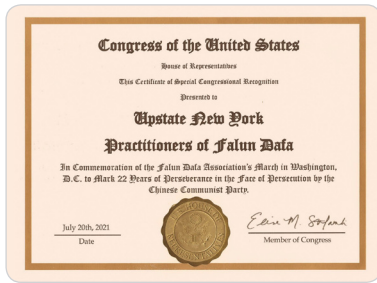 Congress of the United States
House of Representatives
This Certificate of Special Congressional Recognition
Presented to
Upstate New York
Practitioners of Falun Dafa
In Commemoration of the Falun Dafa Association's March in Washington,
D.C. to Mark 22 Years of Perseverance in the Face of Persecution by the
Chinese Communist Party.
July 20th, 2021
Date
Elise M.
Member of Congress